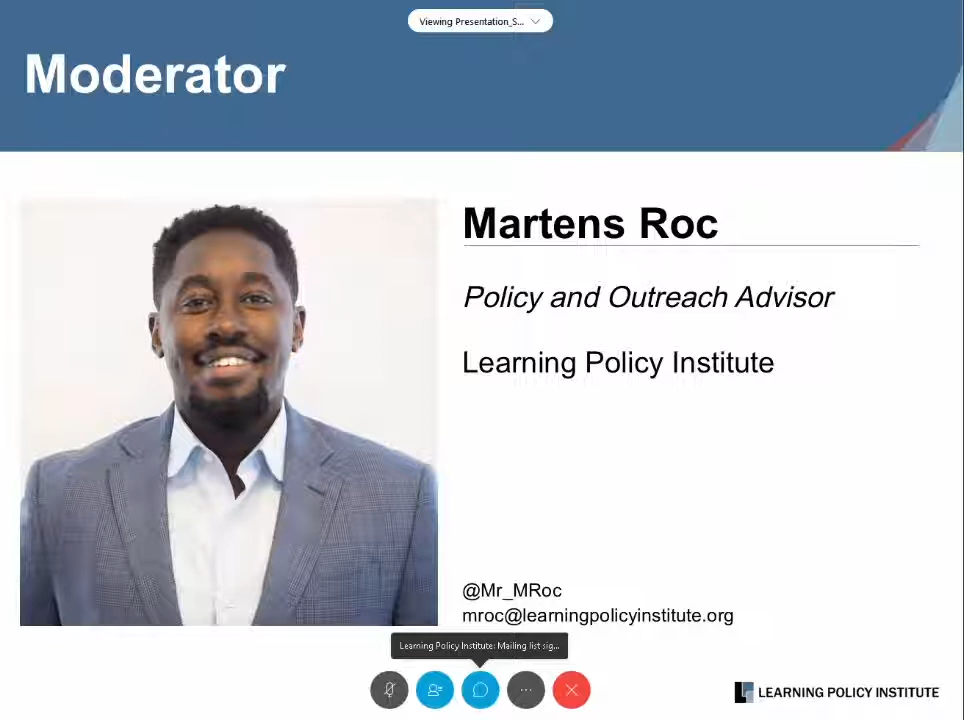 Viewing Presentation_S...
Moderator
Martens Roc
Policy and Outreach Advisor
Learning Policy Institute
@Mr_MRoc
mroc@learningpolicyinstitute.org
Learning Policy Institute: Mailing list sig...
LEARNING POLICY INSTITUTE